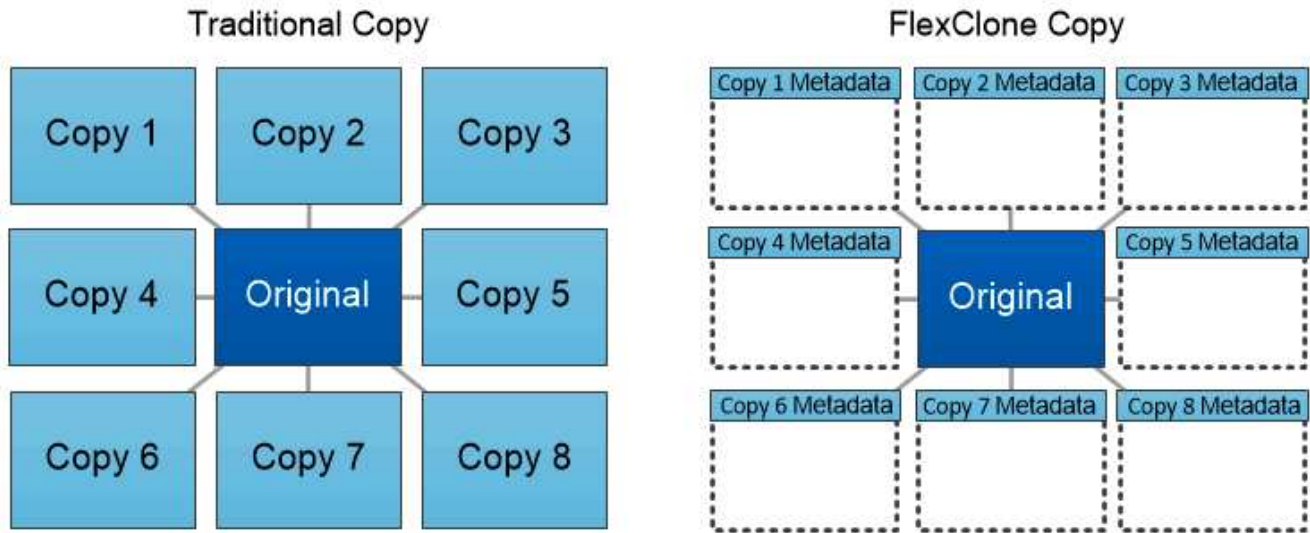 Traditional Copy
Copy 1
Copy 2
Copy 3
Copy 4
Original
Copy 5
Copy 6
Copy 7
Copy 8
FlexClone Copy
Copy 1 Metadata
Copy 2 Metadata
Copy 3 Metadata
Copy 4 Metadata
Original
Copy 5 Metadata
Copy 6 Metadata
Copy 7 Metadata
Copy 8 Metadata